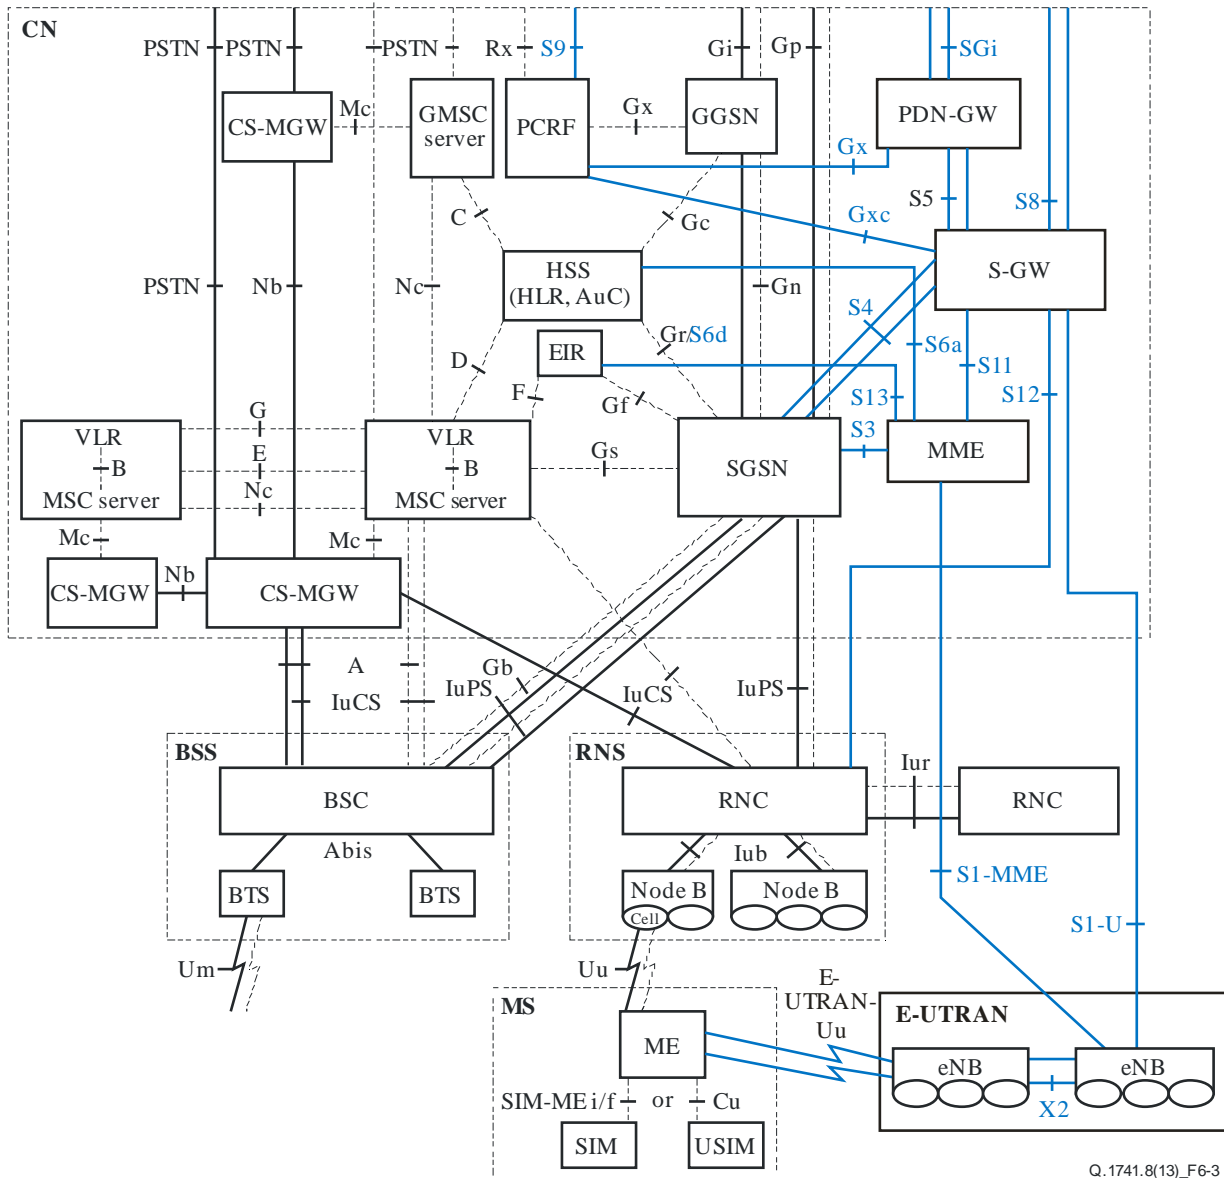 CN
PSTN
PSTN
PSTN
Rx
S9
Gi
Gp
SGi
CS-MGW
Mc
GMSC
server
PCRF
Gx
GGSN
PDN-GW
Gx
C
Gc
Gxc
S5
S8
PSTN
Nb
Nc
HSS
(HLR, AuC)
Gn
S-GW
S4
D
EIR
Gr/S6d
S6a
S11
F
Gf
S13
S12
G
E
Nc
VLR
B
MSC server
VLR
B
MSC server
Gs
SGSN
S3
MME
Mc
Mc
CS-MGW
Nb
CS-MGW
A
IuCS
Gb
IuPS
IuCS
IuPS
BSS
RNS
BSC
RNC
Iur
RNC
Abis
Iub
BTS
BTS
Node B
Cell
Node B
S1-MME
S1-U
Um
Uu
E-
UTRAN-
Uu
MS
E-UTRAN
ME
eNB
eNB
X2
SIM-ME i/f
or
Cu
SIM
USIM
Q.1741.8(13)_F6-3